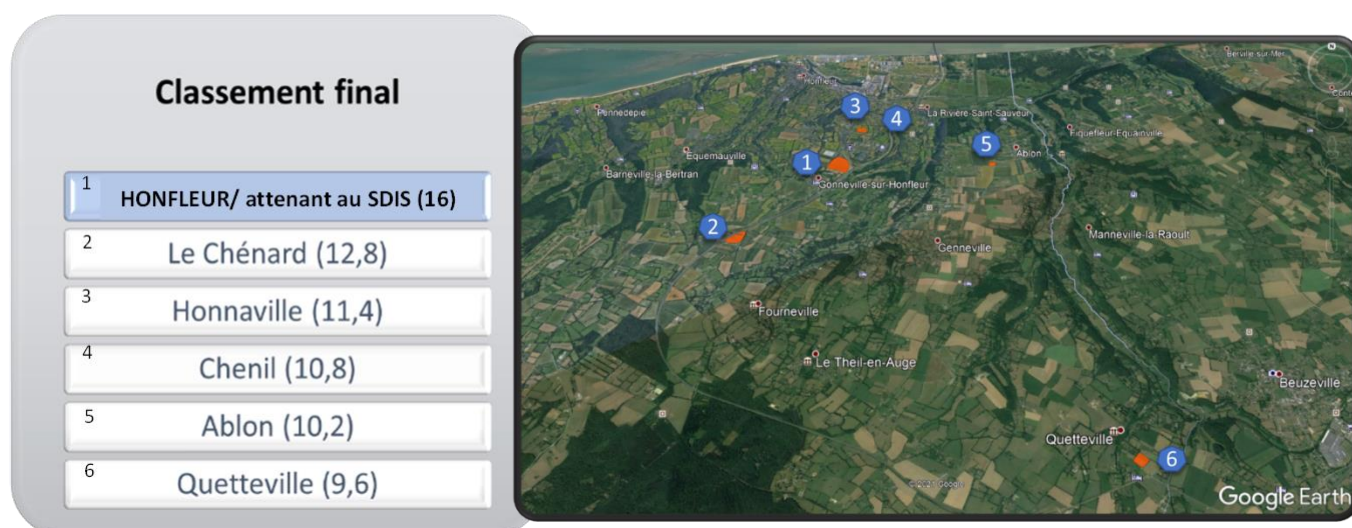 Classement final
1
HONFLEUR/ attenant au SDIS (16)
2
Le Chénard (12,8)
3
Honnaville (11,4)
4
Chenil (10,8)
5
Ablon (10,2)
6
Quetteville (9,6)
Berville-sur-Mer
Honfleur
Pennedepie
3
4
La Rivière-Saint-Sauveur
Fiquefleur-Equainville
5
Ablon
Equemauville
1
Barneville-la-Bertran
Gonneville-sur-Honfleur
2
Manneville-la-Raoult
Genneville
Fourneville
Le Theil-en-Auge
Beuzeville
Quetteville
6
Google Earth